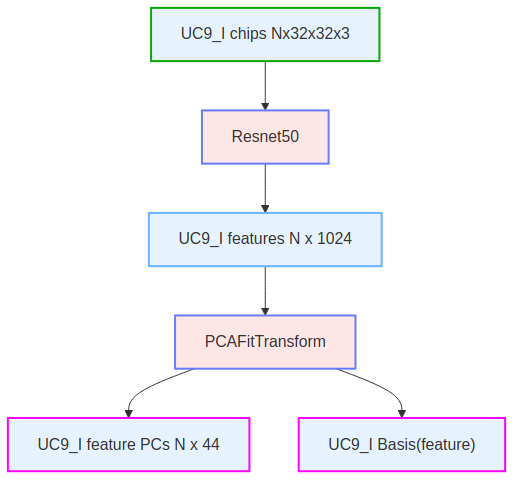 UC9_I chips Nx32x32x3
Resnet50
UC9_I features N x 1024
PCAFitTransform
UC9_I feature PCs N x 44
UC9_I Basis(feature)